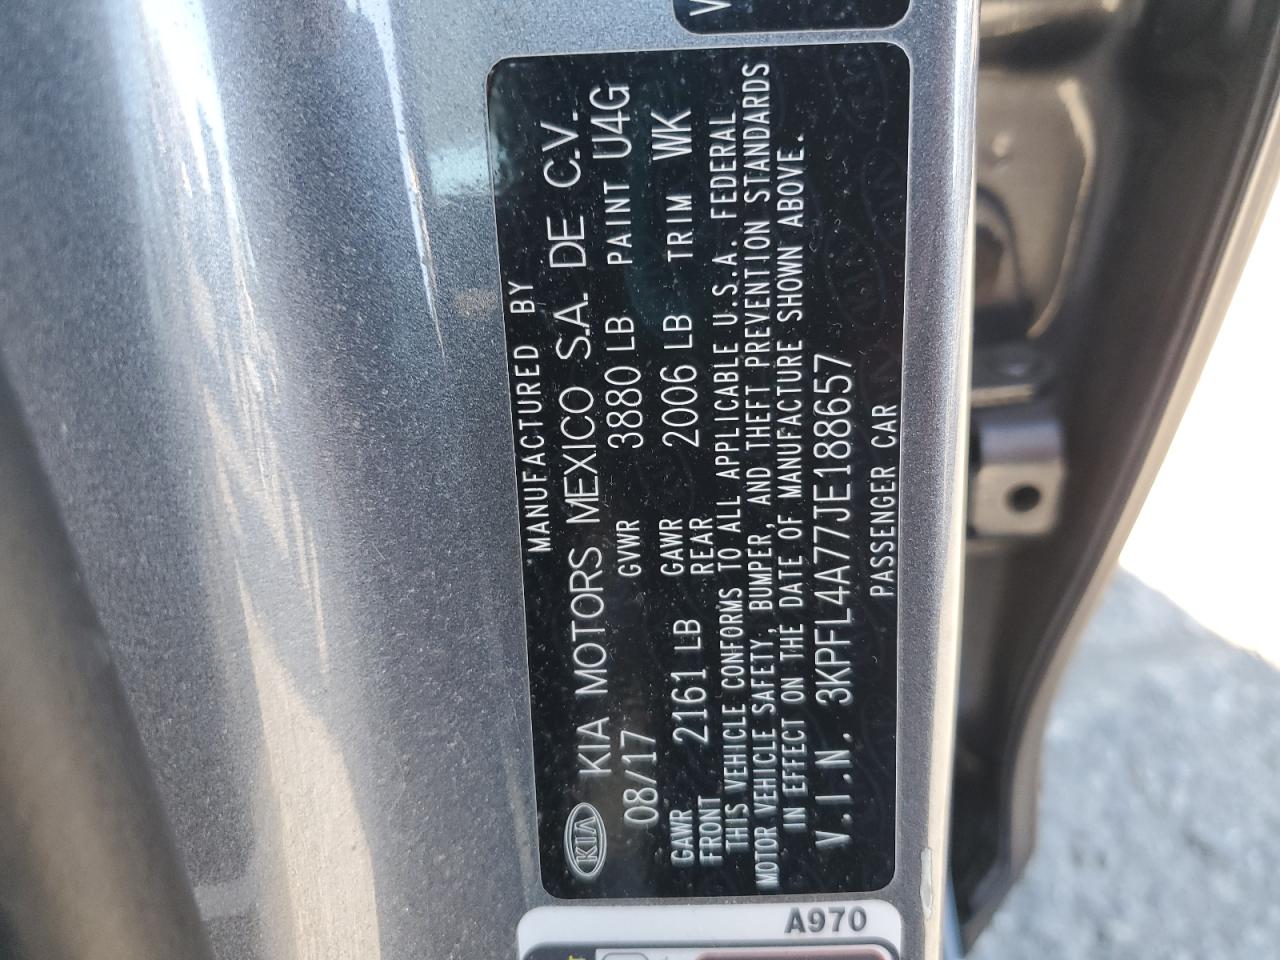 MANUFACTURED BY
KIA KIA MOTORS MEXICO S.A. DE C.V.
08/17 GVWR 3880 LB PAINT U4G
GAWR FRONT 2161 LB GAWR REAR 2006 LB TRIM WK
THIS VEHICLE CONFORMS TO ALL APPLICABLE U.S.A. FEDERAL
MOTOR VEHICLE SAFETY, BUMPER, AND THEFT PREVENTION STANDARDS
IN EFFECT ON THE DATE OF MANUFACTURE SHOWN ABOVE.
V.I.N. 3KPFL4A77JE188657
PASSENGER CAR
A970